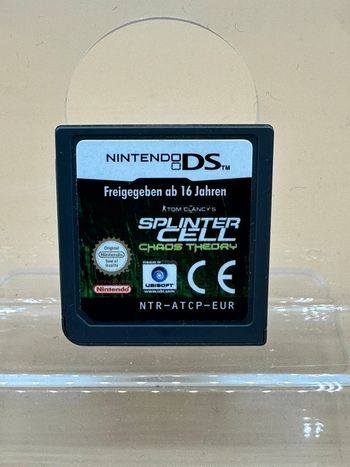 NINTENDO DS™
Freigegeben ab 16 Jahren
TOM CLANCY'S
SPLINTER
CELL
CHAOS THEORY
Original
Nintendo
Seal of
Quality
Nintendo
UBISOFT
CE
NTR-ATCP-EUR